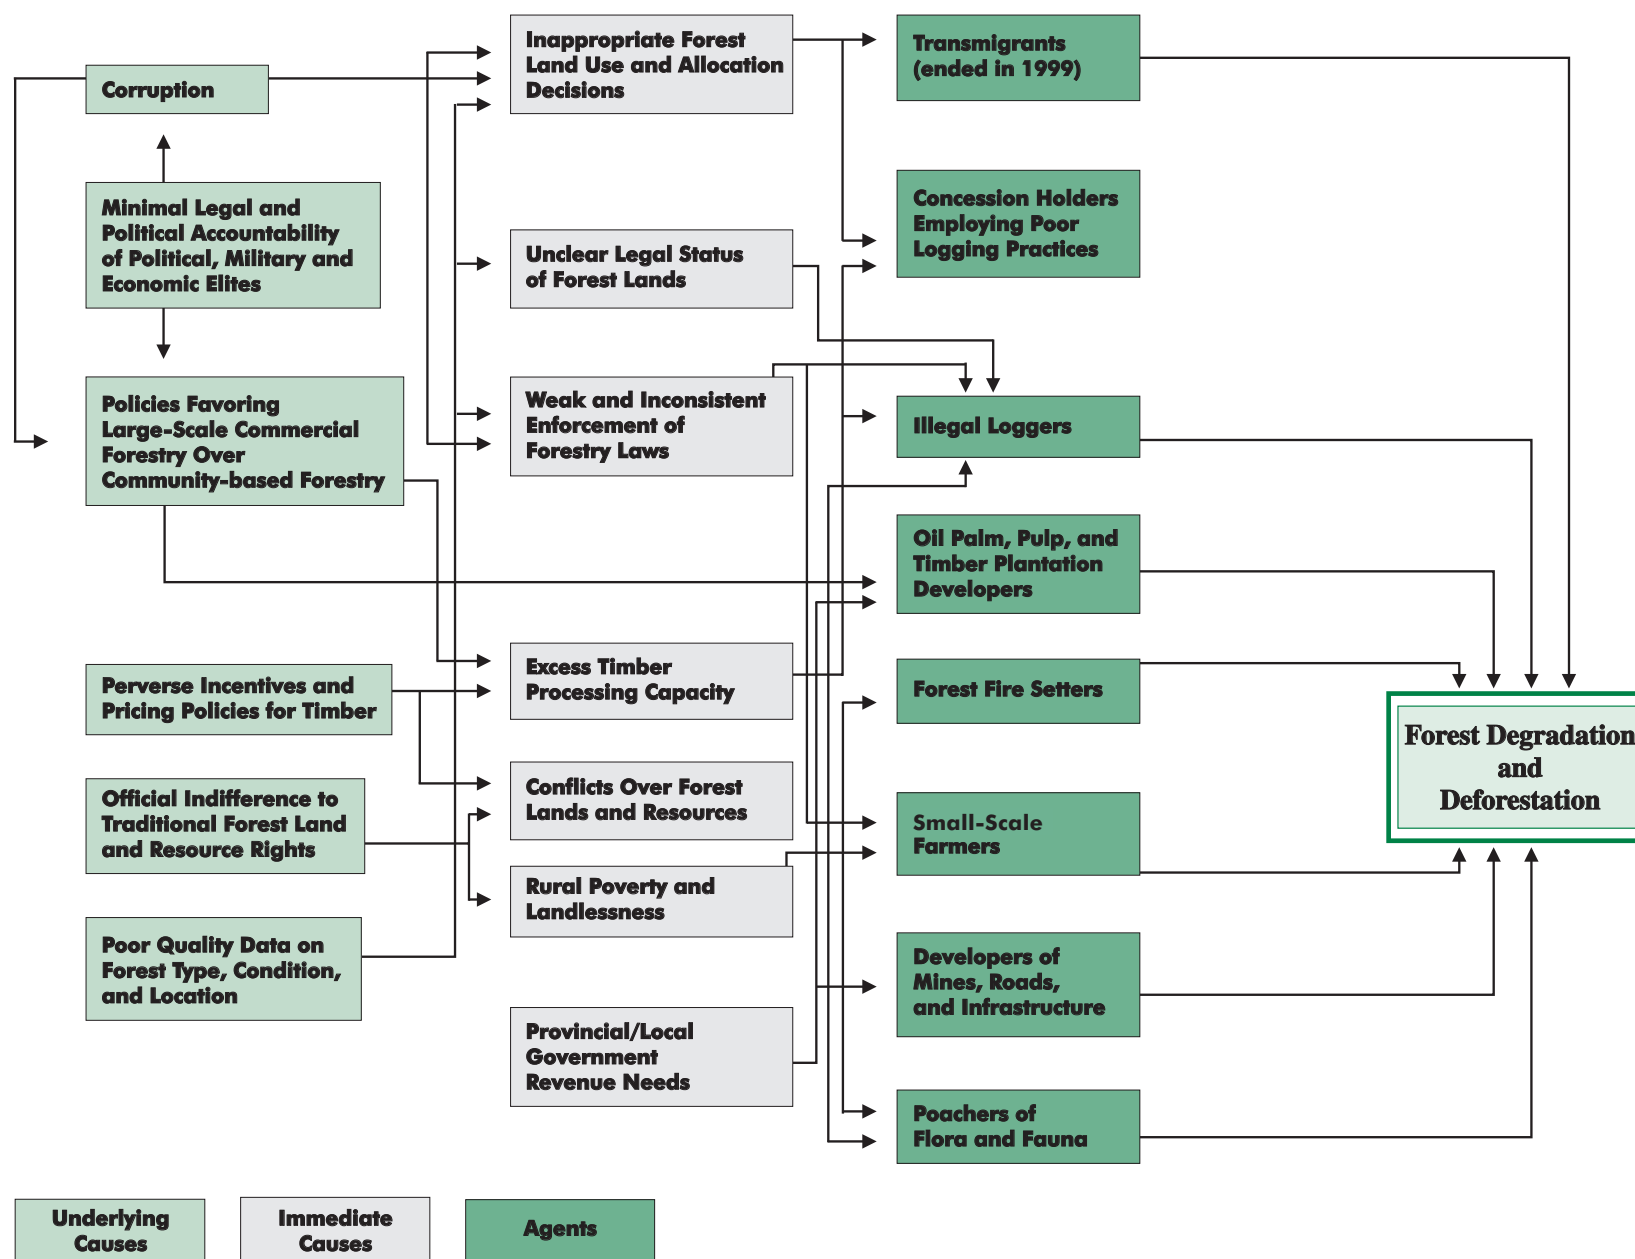 Corruption
Minimal Legal and
Political Accountability
of Political, Military and
Economic Elites
Policies Favoring
Large-Scale Commercial
Forestry Over
Community-based Forestry
Perverse Incentives and
Pricing Policies for Timber
Official Indifference to
Traditional Forest Land
and Resource Rights
Poor Quality Data on
Forest Type, Condition,
and Location
Inappropriate Forest
Land Use and Allocation
Decisions
Unclear Legal Status
of Forest Lands
Weak and Inconsistent
Enforcement of
Forestry Laws
Excess Timber
Processing Capacity
Conflicts Over Forest
Lands and Resources
Rural Poverty and
Landlessness
Provincial/Local
Government
Revenue Needs
Transmigrants
(ended in 1999)
Concession Holders
Employing Poor
Logging Practices
Illegal Loggers
Oil Palm, Pulp, and
Timber Plantation
Developers
Forest Fire Setters
Small-Scale
Farmers
Developers of
Mines, Roads,
and Infrastructure
Poachers of
Flora and Fauna
Forest Degradation
and
Deforestation
Underlying
Causes
Immediate
Causes
Agents